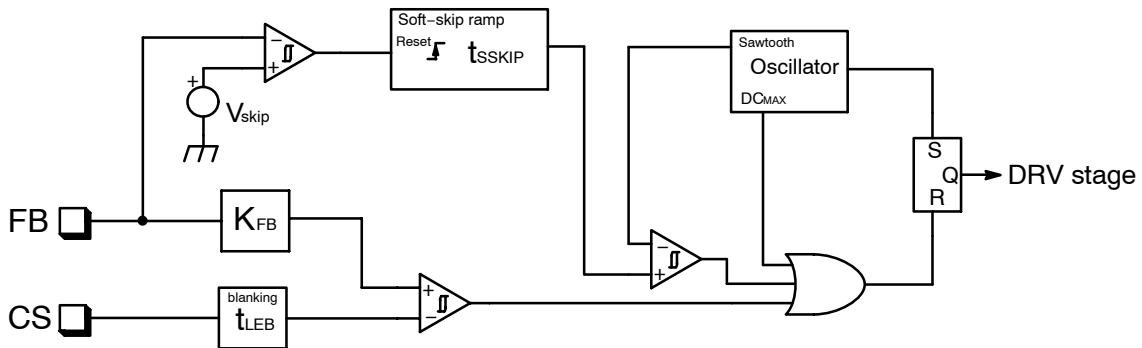 Soft-skip ramp
Reset
tSSKIP
Sawtooth
Oscillator
DCMAX
−
+
+
Vskip
S
Q
R
DRV stage
FB
KFB
−
+
CS
blanking
tLEB
+
−